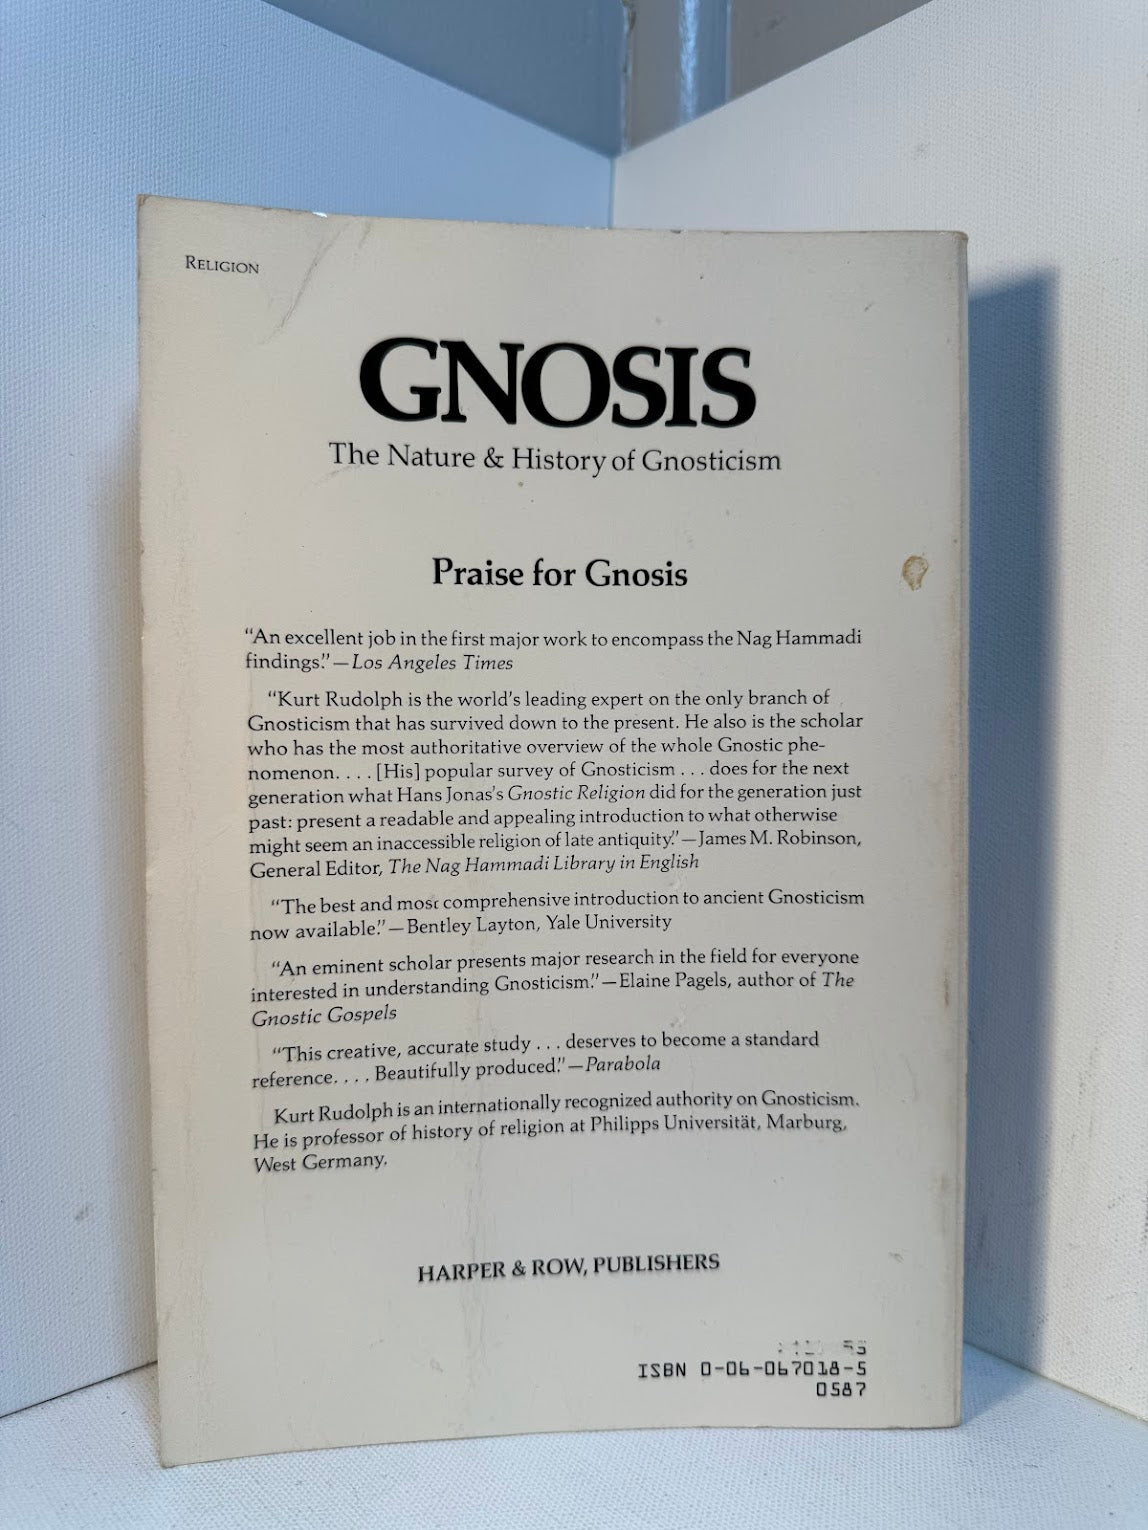 RELIGION
GNOSIS
The Nature & History of Gnosticism
Praise for Gnosis
“An excellent job in the first major work to encompass the Nag Hammadi
findings.”—Los Angeles Times
“Kurt Rudolph is the world’s leading expert on the only branch of
Gnosticism that has survived down to the present. He also is the scholar
who has the most authoritative overview of the whole Gnostic phe-
nomenon. . . . [His] popular survey of Gnosticism . . . does for the next
generation what Hans Jonas’s Gnostic Religion did for the generation just
past: present a readable and appealing introduction to what otherwise
might seem an inaccessible religion of late antiquity.”—James M. Robinson,
General Editor, The Nag Hammadi Library in English
“The best and most comprehensive introduction to ancient Gnosticism
now available.”—Bentley Layton, Yale University
“An eminent scholar presents major research in the field for everyone
interested in understanding Gnosticism.”—Elaine Pagels, author of The
Gnostic Gospels
“This creative, accurate study . . . deserves to become a standard
reference. . . . Beautifully produced.”—Parabola
Kurt Rudolph is an internationally recognized authority on Gnosticism.
He is professor of history of religion at Philipps Universität, Marburg,
West Germany.
HARPER & ROW, PUBLISHERS
ISBN 0-06-067018-5
0587